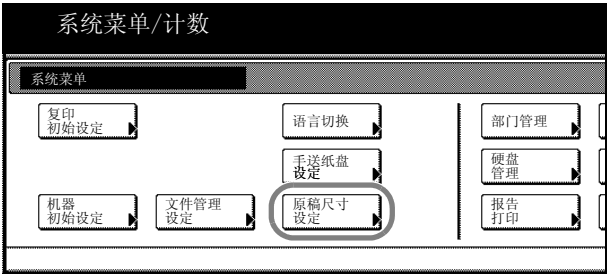 系统菜单/计数
系统菜单
复印
初始设定
语言切换
部门管理
手送纸盘
设定
硬盘
管理
机器
初始设定
文件管理
设定
原稿尺寸
设定
报告
打印